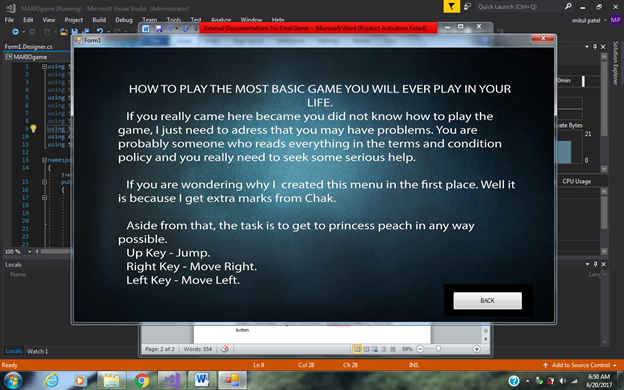 MARIOgame (Running) - Microsoft Visual Studio (Administrator)
Quick Launch (Ctrl+Q)
View Project Build Debug Team Tools Test Analyze Window Help
mitul patel MP
External Documentations For Final Game - Microsoft Word (Product Activation Failed)
Form1.Designer.cs
Form1
MARIOgame
HOW TO PLAY THE MOST BASIC GAME YOU WILL EVER PLAY IN YOUR
LIFE.
If you really came here became you did not know how to play the
game, I just need to adress that you may have problems. You are
probably someone who reads everything in the terms and condition
policy and you really need to seek some serious help.
If you are wondering why I created this menu in the first place. Well it
is because I get extra marks from Chak.
Aside from that, the task is to get to princess peach in any way
possible.
Up Key - Jump.
Right Key - Move Right.
Left Key - Move Left.
BACK
Solution Explorer
21
0
CPU Usage
100 %
Locals
Name
button
Page: 2 of 2 Words: 554 59%
Locals Watch 1
Ln 9 Col 28 Ch 28 INS
Add to Source Control
6:50 AM
6/20/2017